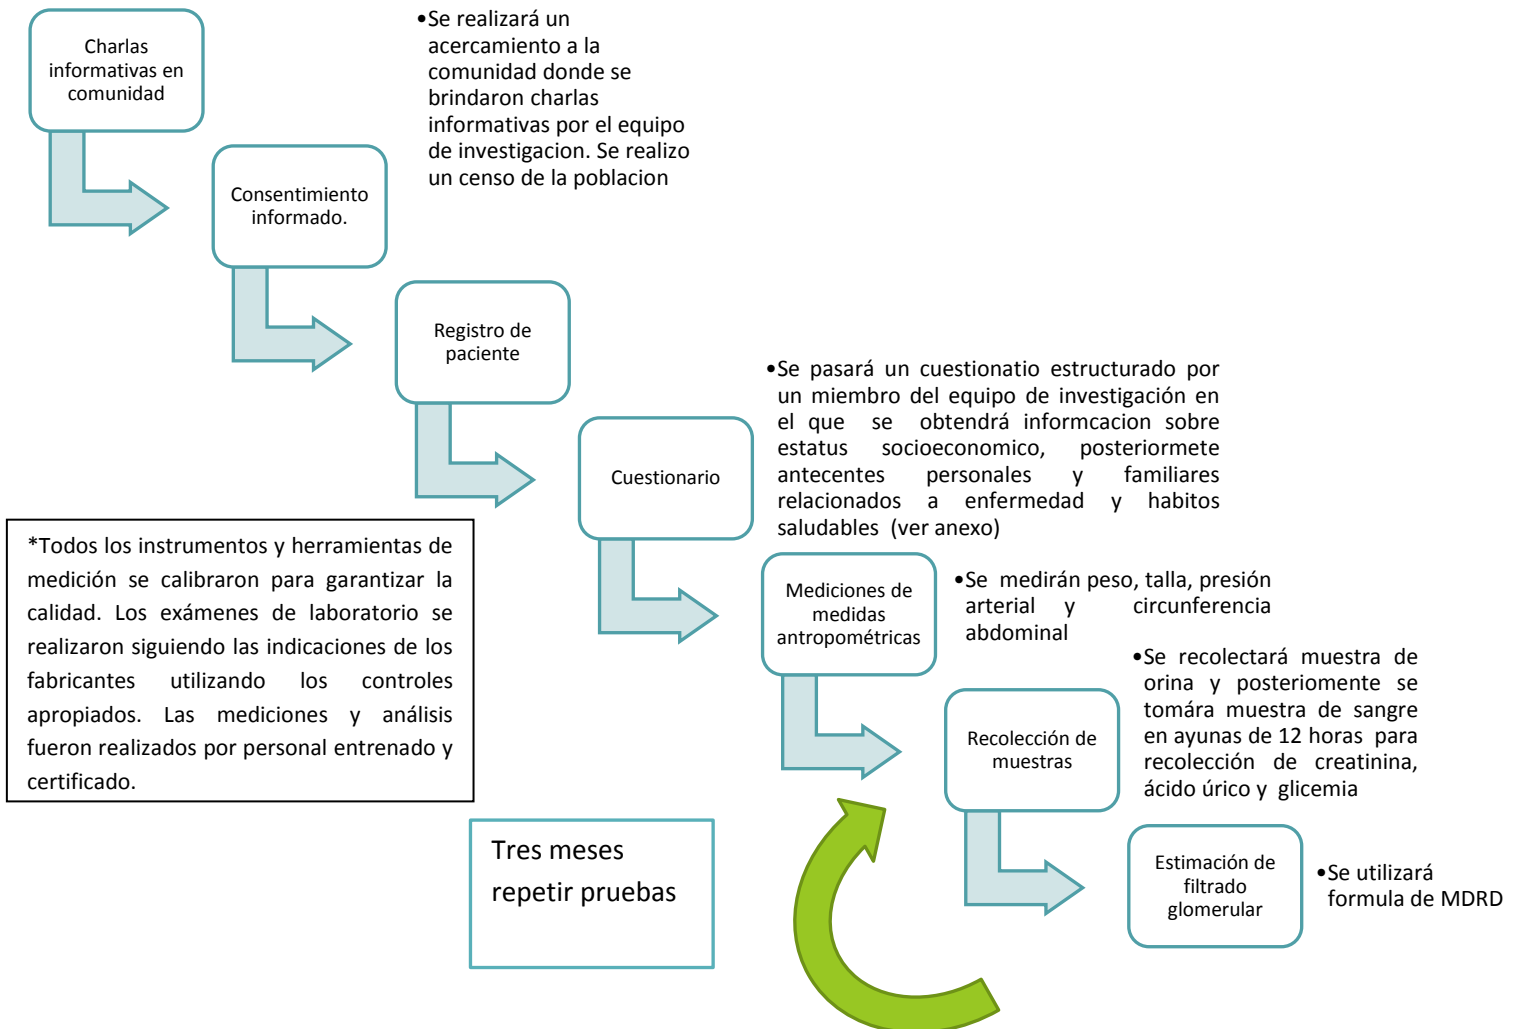 Charlas
informativas en
comunidad
•Se realizará un
acercamiento a la
comunidad donde se
brindaron charlas
informativas por el equipo
de investigacion. Se realizo
un censo de la poblacion
Consentimiento
informado.
Registro de
paciente
Cuestionario
•Se pasará un cuestionatio estructurado por
un miembro del equipo de investigación en
el que se obtendrá informcacion sobre
estatus socioeconomico, posteriormete
antecentes personales y familiares
relacionados a enfermedad y habitos
saludables (ver anexo)
*Todos los instrumentos y herramientas de
medición se calibraron para garantizar la
calidad. Los exámenes de laboratorio se
realizaron siguiendo las indicaciones de los
fabricantes utilizando los controles
apropiados. Las mediciones y análisis
fueron realizados por personal entrenado y
certificado.
Mediciones de
medidas
antropométricas
•Se medirán peso, talla, presión
arterial y circunferencia
abdominal
Recolección de
muestras
•Se recolectará muestra de
orina y posteriomente se
tomára muestra de sangre
en ayunas de 12 horas para
recolección de creatinina,
ácido úrico y glicemia
Tres meses
repetir pruebas
Estimación de
filtrado
glomerular
•Se utilizará
formula de MDRD